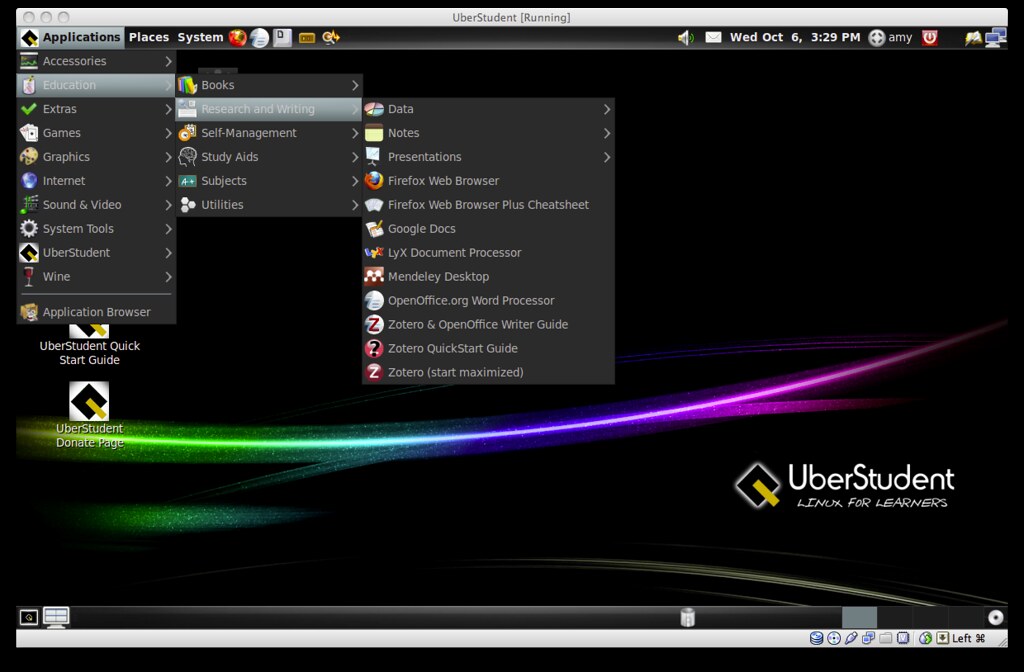 UberStudent [Running]
Applications Places System
Wed Oct 6, 3:29 PM
amy
Accessories
Education
Extras
Games
Graphics
Internet
Sound & Video
System Tools
UberStudent
Wine
Application Browser
Books
Research and Writing
Self-Management
Study Aids
Subjects
Utilities
Data
Notes
Presentations
Firefox Web Browser
Firefox Web Browser Plus Cheatsheet
Google Docs
LyX Document Processor
Mendeley Desktop
OpenOffice.org Word Processor
Zotero & OpenOffice Writer Guide
Zotero QuickStart Guide
Zotero (start maximized)
UberStudent Quick
Start Guide
UberStudent
Donate Page
UberStudent
LINUX FOR LEARNERS
Left ⌘